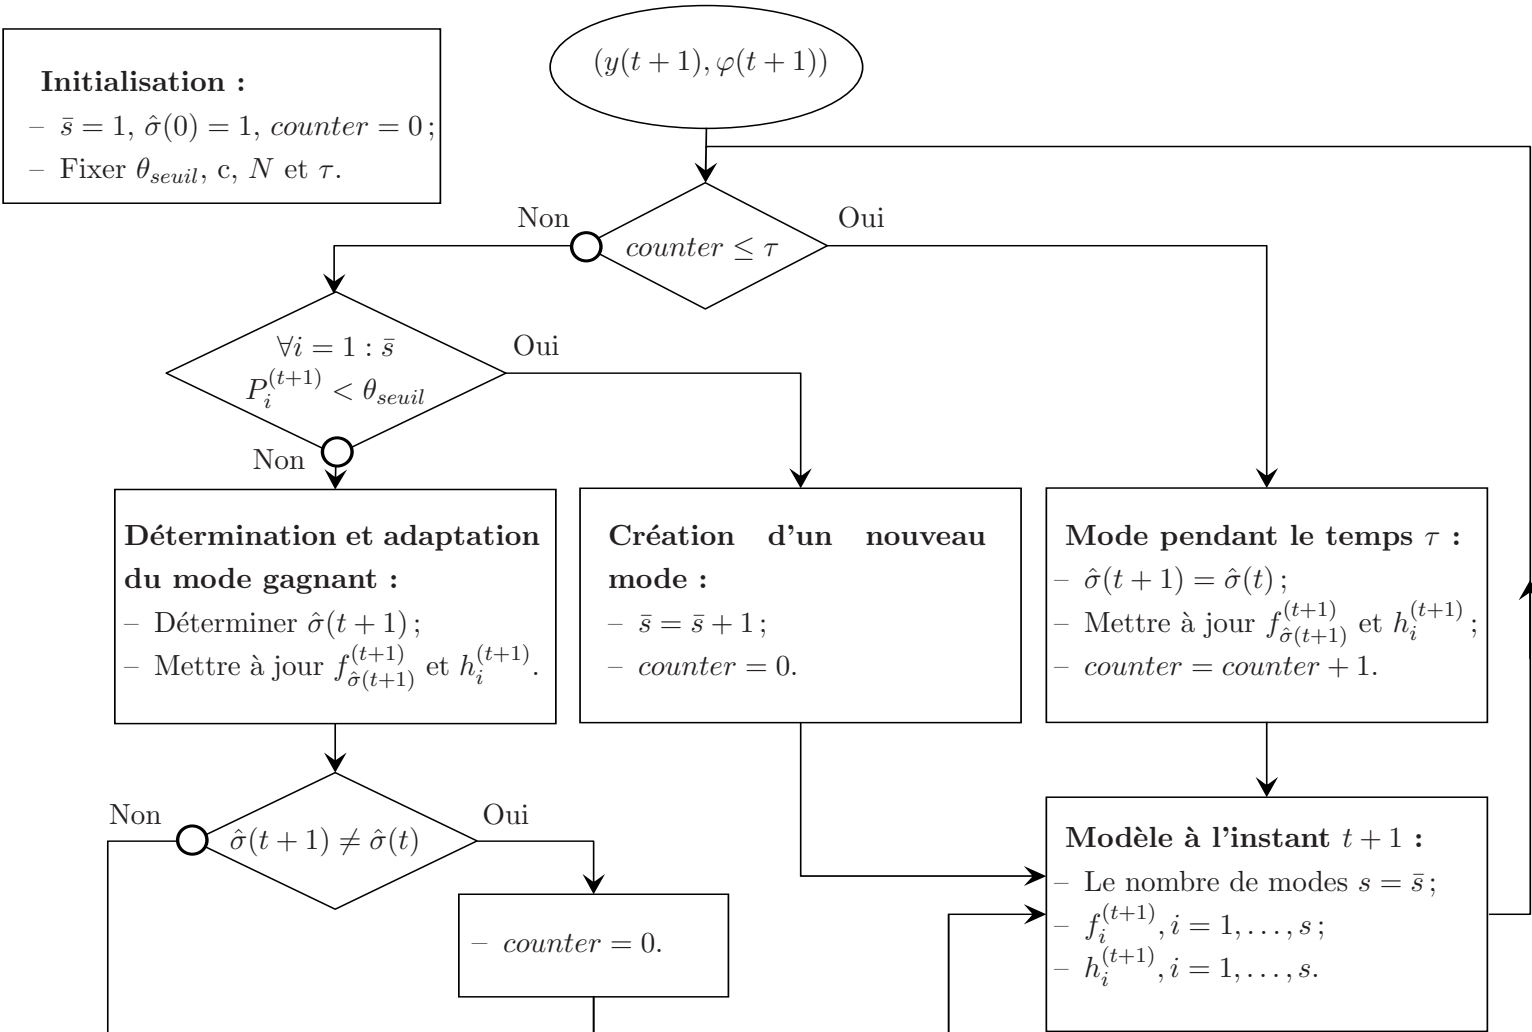 Initialisation :
– s̄ = 1, σ̂(0) = 1, counter = 0 ;
– Fixer θ_seuil, c, N et τ.
(y(t + 1), φ(t + 1))
Non
Oui
counter ≤ τ
∀i = 1 : s̄
P_i^(t+1) < θ_seuil
Oui
Non
Détermination et adaptation
du mode gagnant :
– Déterminer σ̂(t + 1) ;
– Mettre à jour f_σ̂(t+1)^(t+1) et h_i^(t+1).
Création d'un nouveau
mode :
– s̄ = s̄ + 1 ;
– counter = 0.
Mode pendant le temps τ :
– σ̂(t + 1) = σ̂(t) ;
– Mettre à jour f_σ̂(t+1)^(t+1) et h_i^(t+1) ;
– counter = counter + 1.
Non
Oui
σ̂(t + 1) ≠ σ̂(t)
– counter = 0.
Modèle à l'instant t + 1 :
– Le nombre de modes s = s̄ ;
– f_i^(t+1), i = 1, . . . , s ;
– h_i^(t+1), i = 1, . . . , s.